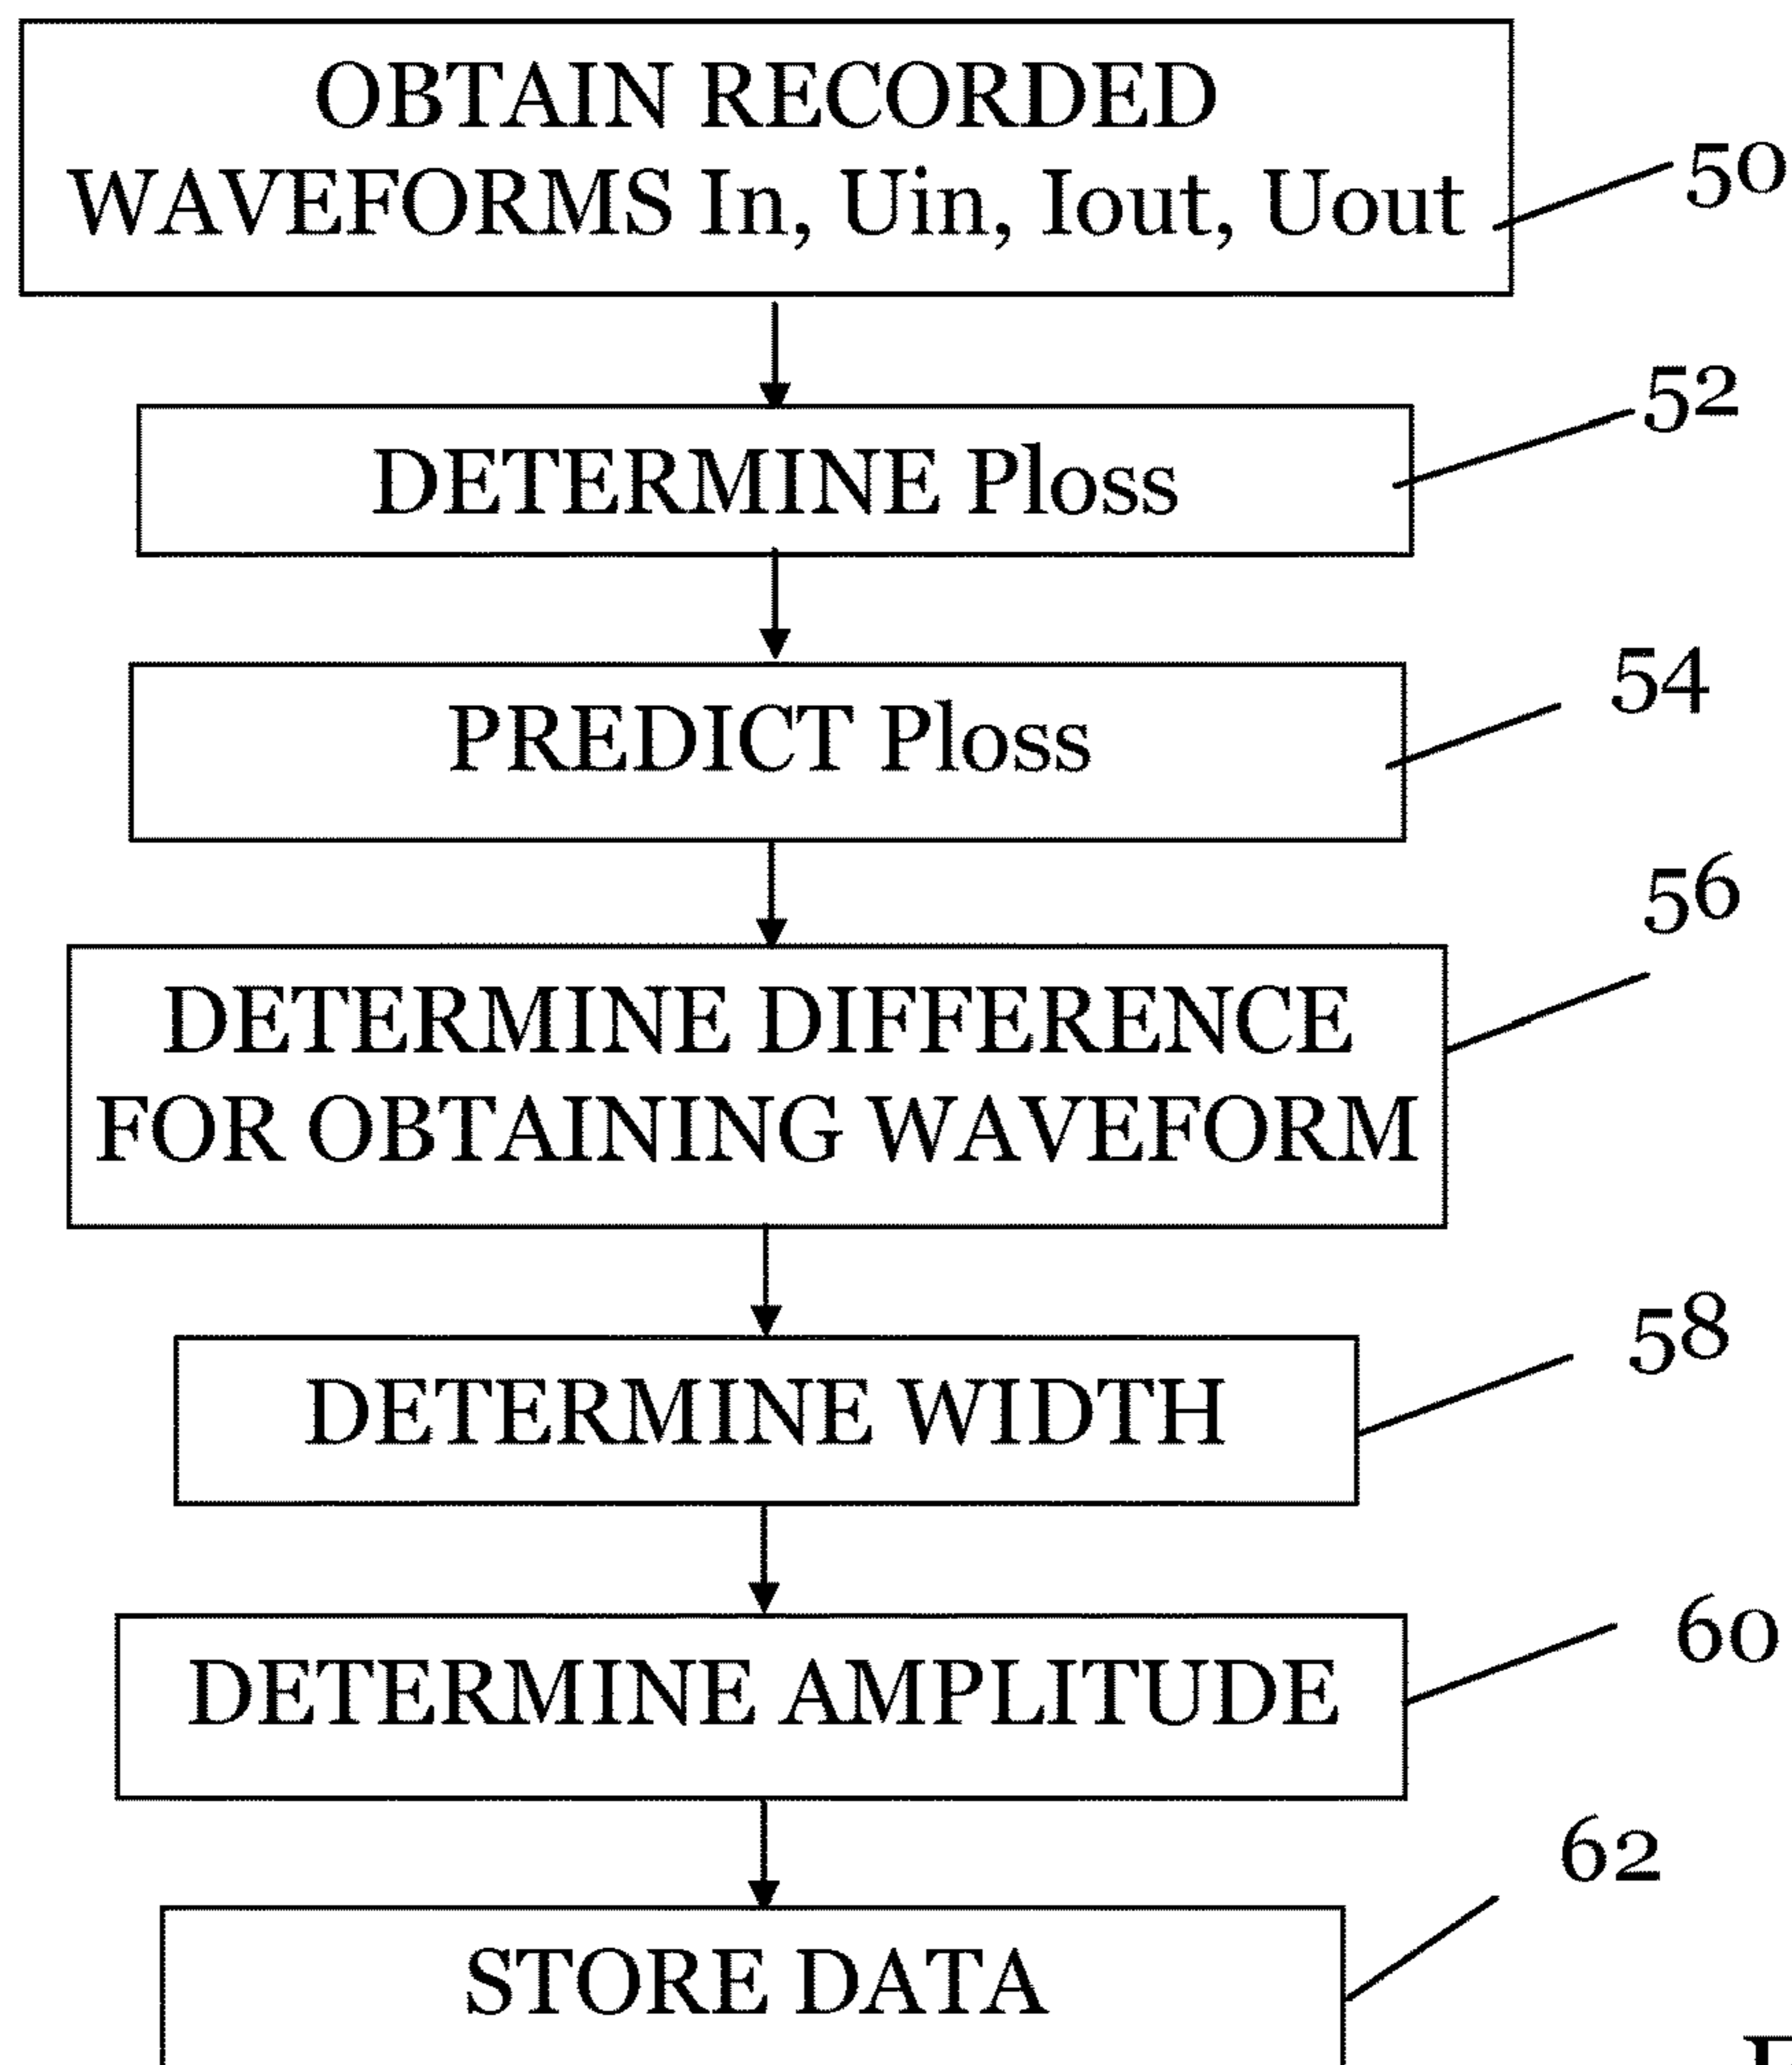 OBTAIN RECORDED
WAVEFORMS In, Uin, Iout, Uout
50
DETERMINE Ploss
52
PREDICT Ploss
54
DETERMINE DIFFERENCE
FOR OBTAINING WAVEFORM
56
DETERMINE WIDTH
58
DETERMINE AMPLITUDE
60
STORE DATA
62